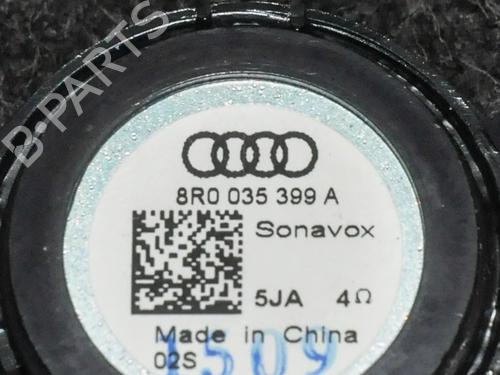 B-PARTS
8R0 035 399 A
Sonavox
5JA 4Ω
Made in China
02S
1509